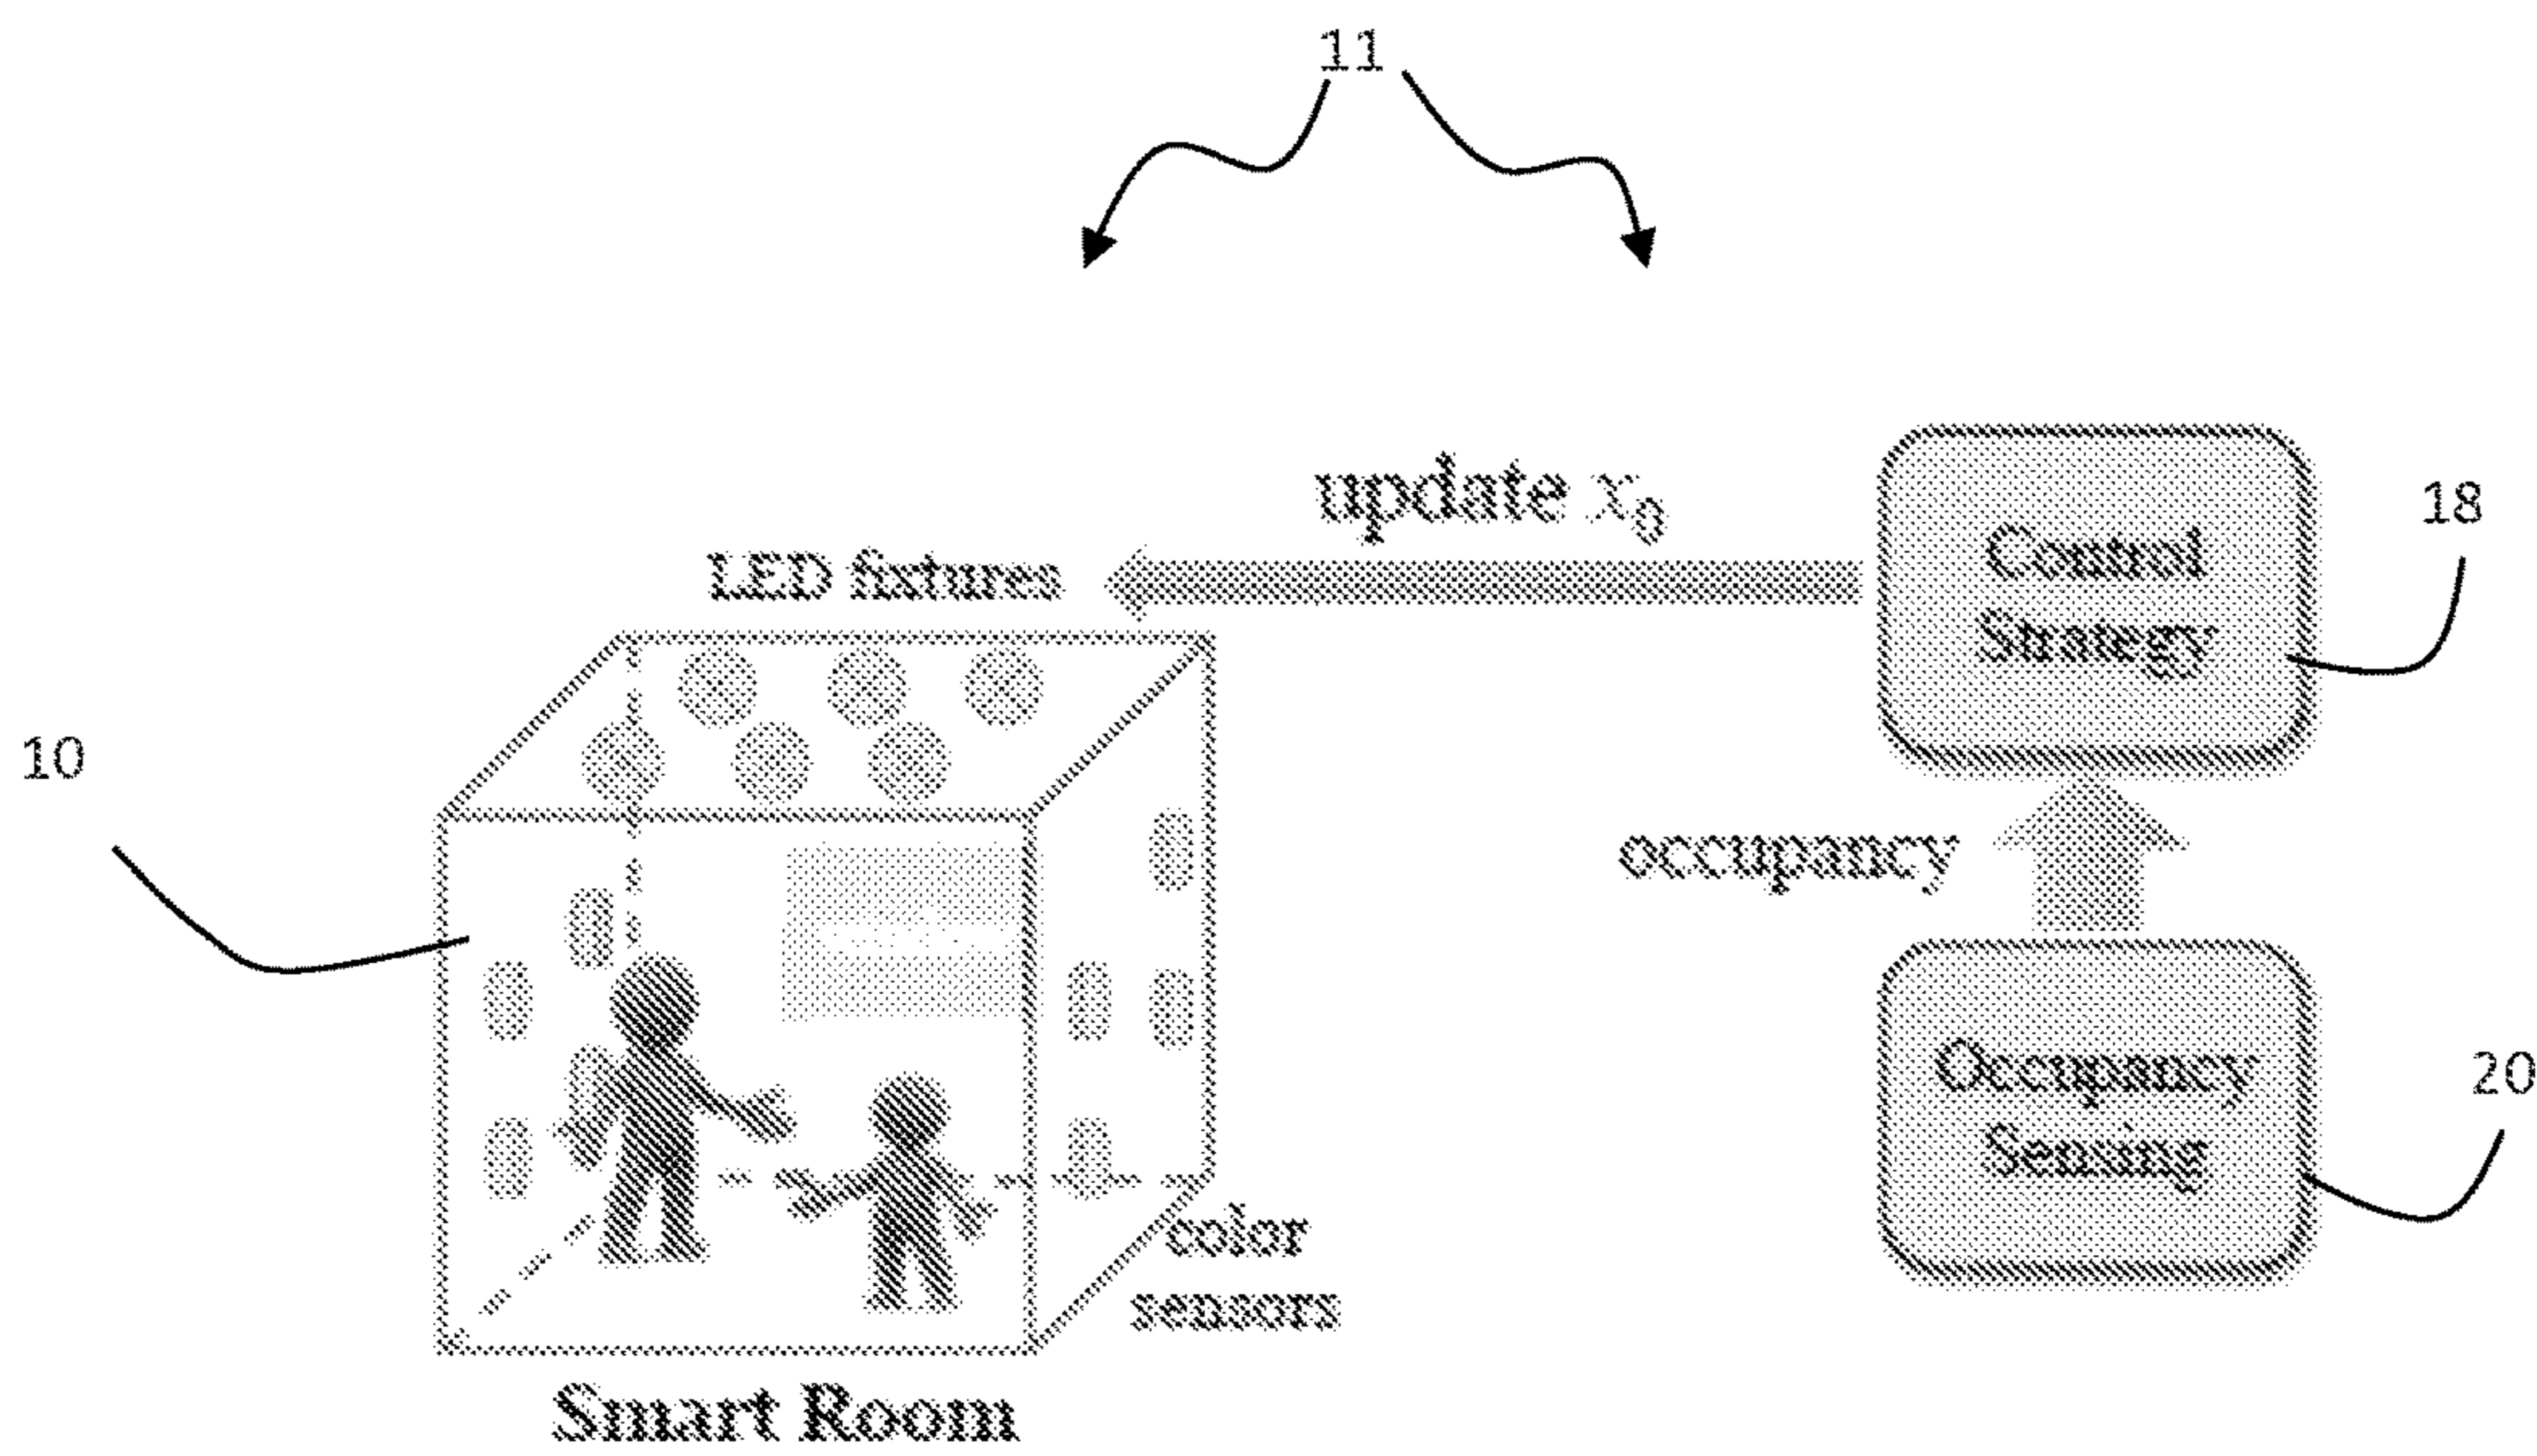 11
update x₀
LED fixtures
Control
Strategy
18
10
occupancy
Occupancy
Sensing
20
color
sensors
Smart Room